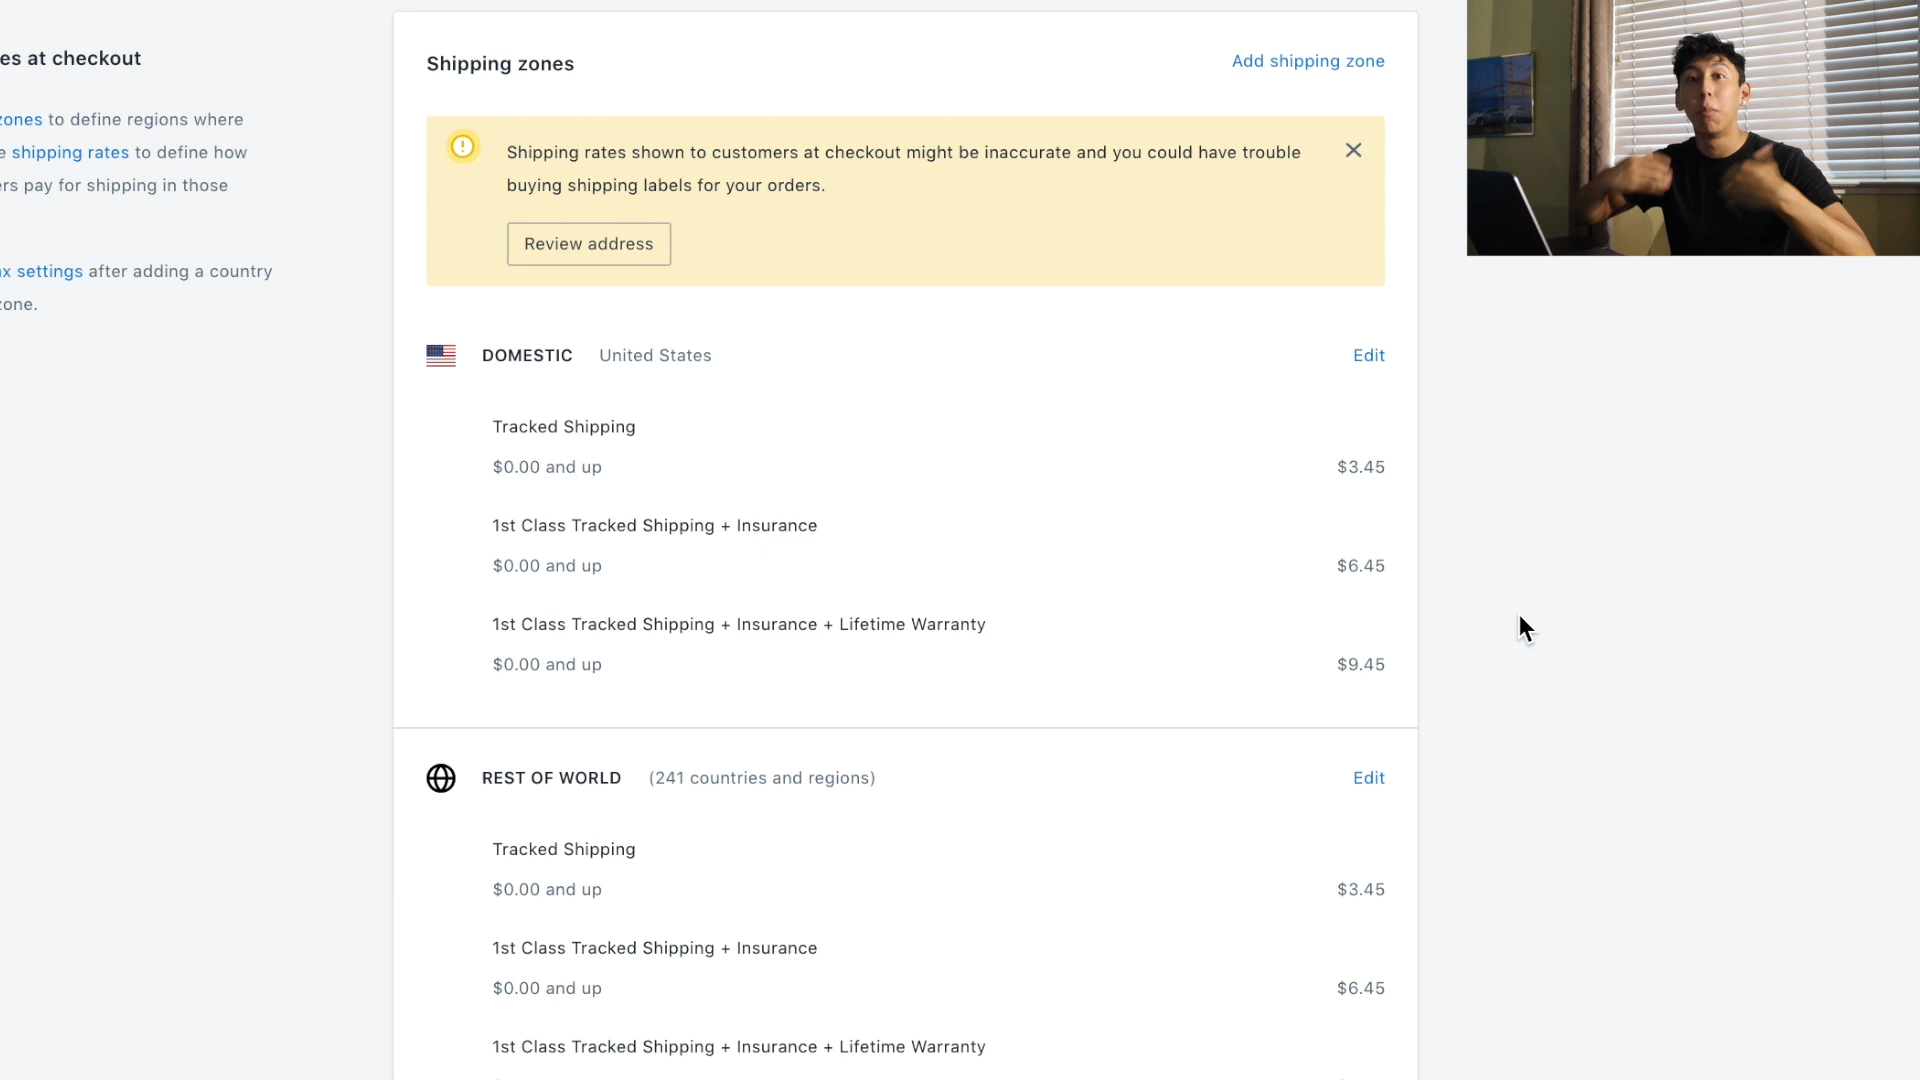 es at checkout
zones to define regions where
e shipping rates to define how
ers pay for shipping in those
ax settings after adding a country
zone.
Shipping zones
Add shipping zone
Shipping rates shown to customers at checkout might be inaccurate and you could have trouble
buying shipping labels for your orders.
Review address
DOMESTIC United States
Edit
Tracked Shipping
$0.00 and up $3.45
1st Class Tracked Shipping + Insurance
$0.00 and up $6.45
1st Class Tracked Shipping + Insurance + Lifetime Warranty
$0.00 and up $9.45
REST OF WORLD (241 countries and regions)
Edit
Tracked Shipping
$0.00 and up $3.45
1st Class Tracked Shipping + Insurance
$0.00 and up $6.45
1st Class Tracked Shipping + Insurance + Lifetime Warranty